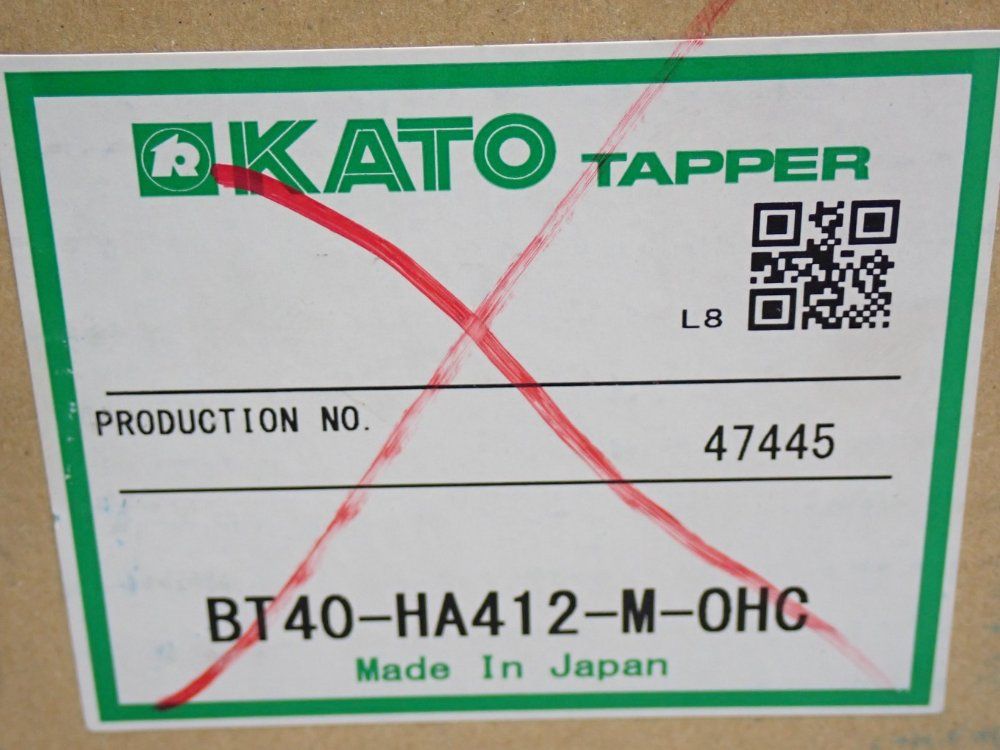 KATO TAPPER
L8
PRODUCTION NO. 47445
BT40-HA412-M-OHC
Made In Japan